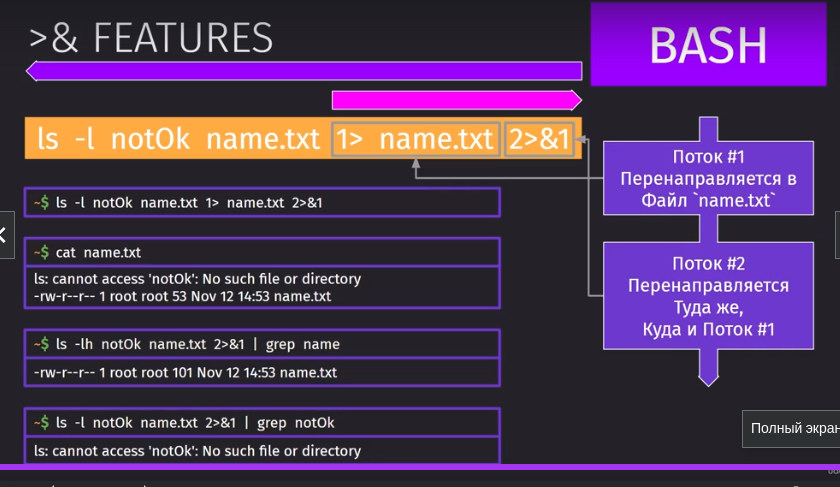 >& FEATURES
BASH
ls -l notOk name.txt 1> name.txt 2>&1
Поток #1
Перенаправляется в
Файл `name.txt`
Поток #2
Перенаправляется
Туда же,
Куда и Поток #1
~$ ls -l notOk name.txt 1> name.txt 2>&1
~$ cat name.txt
ls: cannot access 'notOk': No such file or directory
-rw-r--r-- 1 root root 53 Nov 12 14:53 name.txt
~$ ls -lh notOk name.txt 2>&1 | grep name
-rw-r--r-- 1 root root 101 Nov 12 14:53 name.txt
~$ ls -l notOk name.txt 2>&1 | grep notOk
ls: cannot access 'notOk': No such file or directory
Полный экран